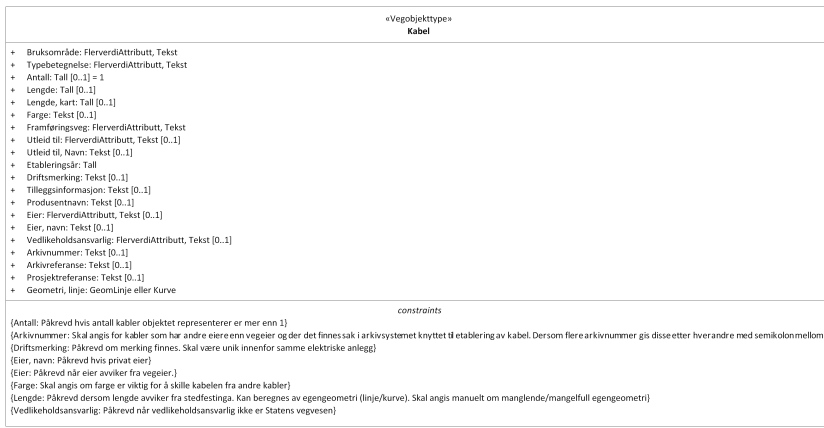 «Vegobjekttype»
Kabel
+ Bruksområde: FlerverdiAttributt, Tekst
+ Typebetegnelse: FlerverdiAttributt, Tekst
+ Antall: Tall [0..1] = 1
+ Lengde: Tall [0..1]
+ Lengde, kart: Tall [0..1]
+ Farge: Tekst [0..1]
+ Framføringsveg: FlerverdiAttributt, Tekst
+ Utleid til: FlerverdiAttributt, Tekst [0..1]
+ Utleid til, Navn: Tekst [0..1]
+ Etableringsår: Tall
+ Driftsmerking: Tekst [0..1]
+ Tilleggsinformasjon: Tekst [0..1]
+ Produsentnavn: Tekst [0..1]
+ Eier: FlerverdiAttributt, Tekst [0..1]
+ Eier, navn: Tekst [0..1]
+ Vedlikeholdsansvarlig: FlerverdiAttributt, Tekst [0..1]
+ Arkivnummer: Tekst [0..1]
+ Arkivreferanse: Tekst [0..1]
+ Prosjektreferanse: Tekst [0..1]
+ Geometri, linje: GeomLinje eller Kurve
constraints
{Antall: Påkrevd hvis antall kabler objektet representerer er mer enn 1}
{Arkivnummer: Skal angis for kabler som har andre eiere enn vegeier og der det finnes sak i arkivsystemet knyttet til etablering av kabel. Dersom flere arkivnummer gis disse etter hverandre med semikolon mellom
{Driftsmerking: Påkrevd om merking finnes. Skal være unik innenfor samme elektriske anlegg}
{Eier, navn: Påkrevd hvis privat eier}
{Eier: Påkrevd når eier avviker fra vegeier.}
{Farge: Skal angis om farge er viktig for å skille kabelen fra andre kabler}
{Lengde: Påkrevd dersom lengde avviker fra stedfestinga. Kan beregnes av egengeometri (linje/kurve). Skal angis manuelt om manglende/mangelfull egengeometri}
{Vedlikeholdsansvarlig: Påkrevd når vedlikeholdsansvarlig ikke er Statens vegvesen}